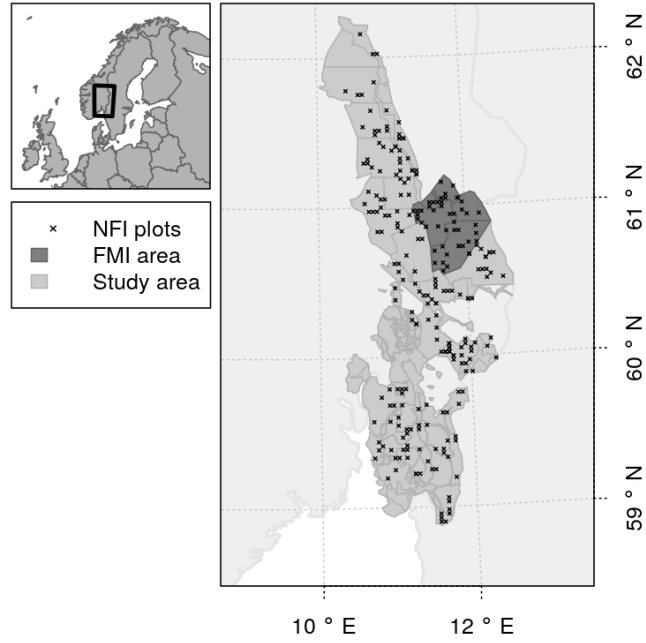 NFI plots
FMI area
Study area
62 ° N
61 ° N
60 ° N
59 ° N
10 ° E
12 ° E